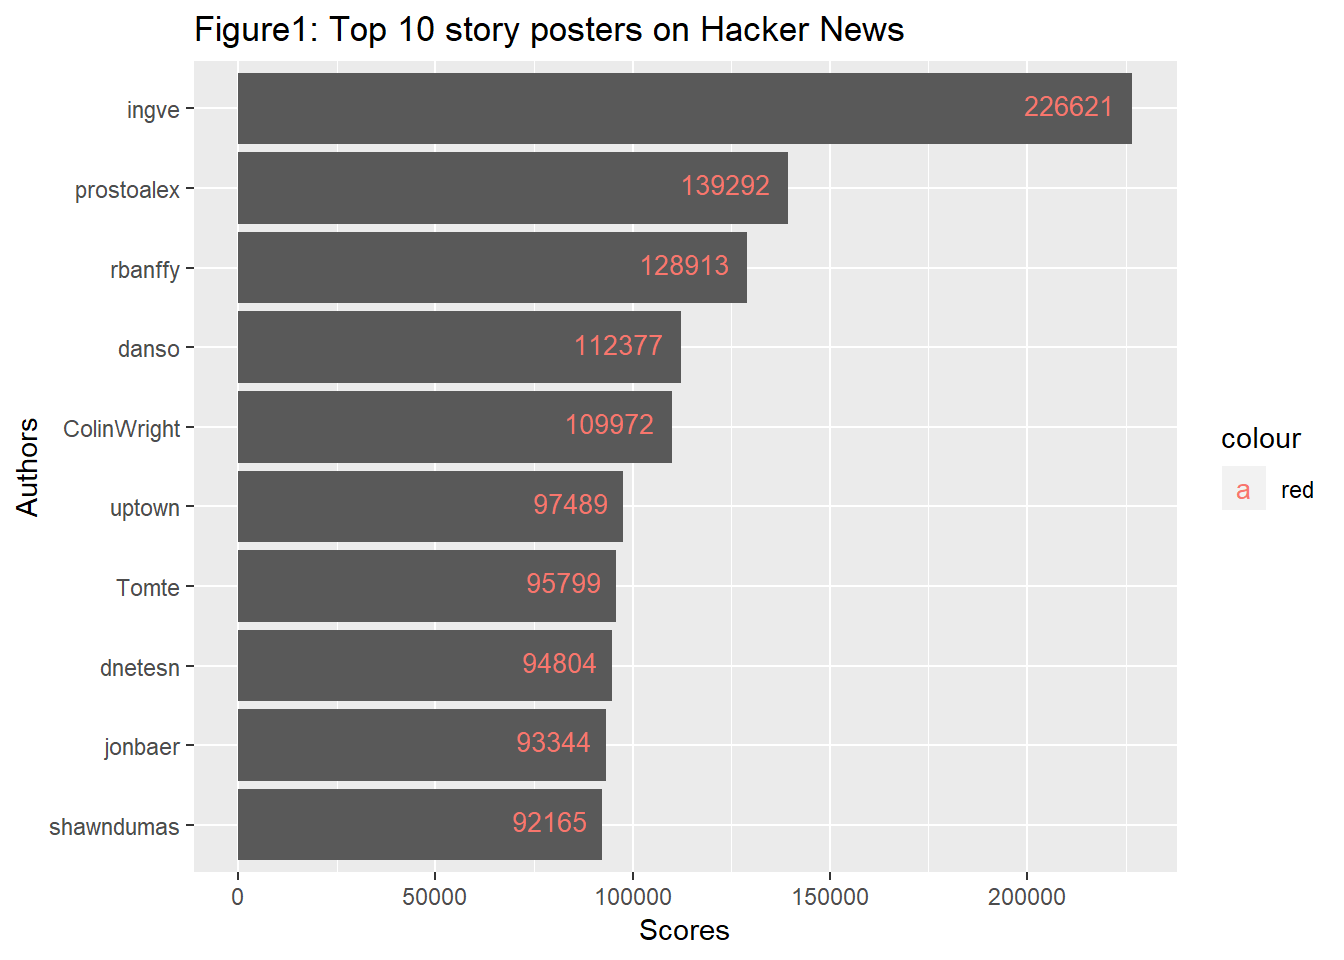 Figure1: Top 10 story posters on Hacker News
ingve
226621
prostoalex
139292
rbanffy
128913
danso
112377
ColinWright
109972
uptown
97489
Tomte
95799
dnetesn
94804
jonbaer
93344
shawndumas
92165
Authors
0 50000 100000 150000 200000
Scores
colour
a red